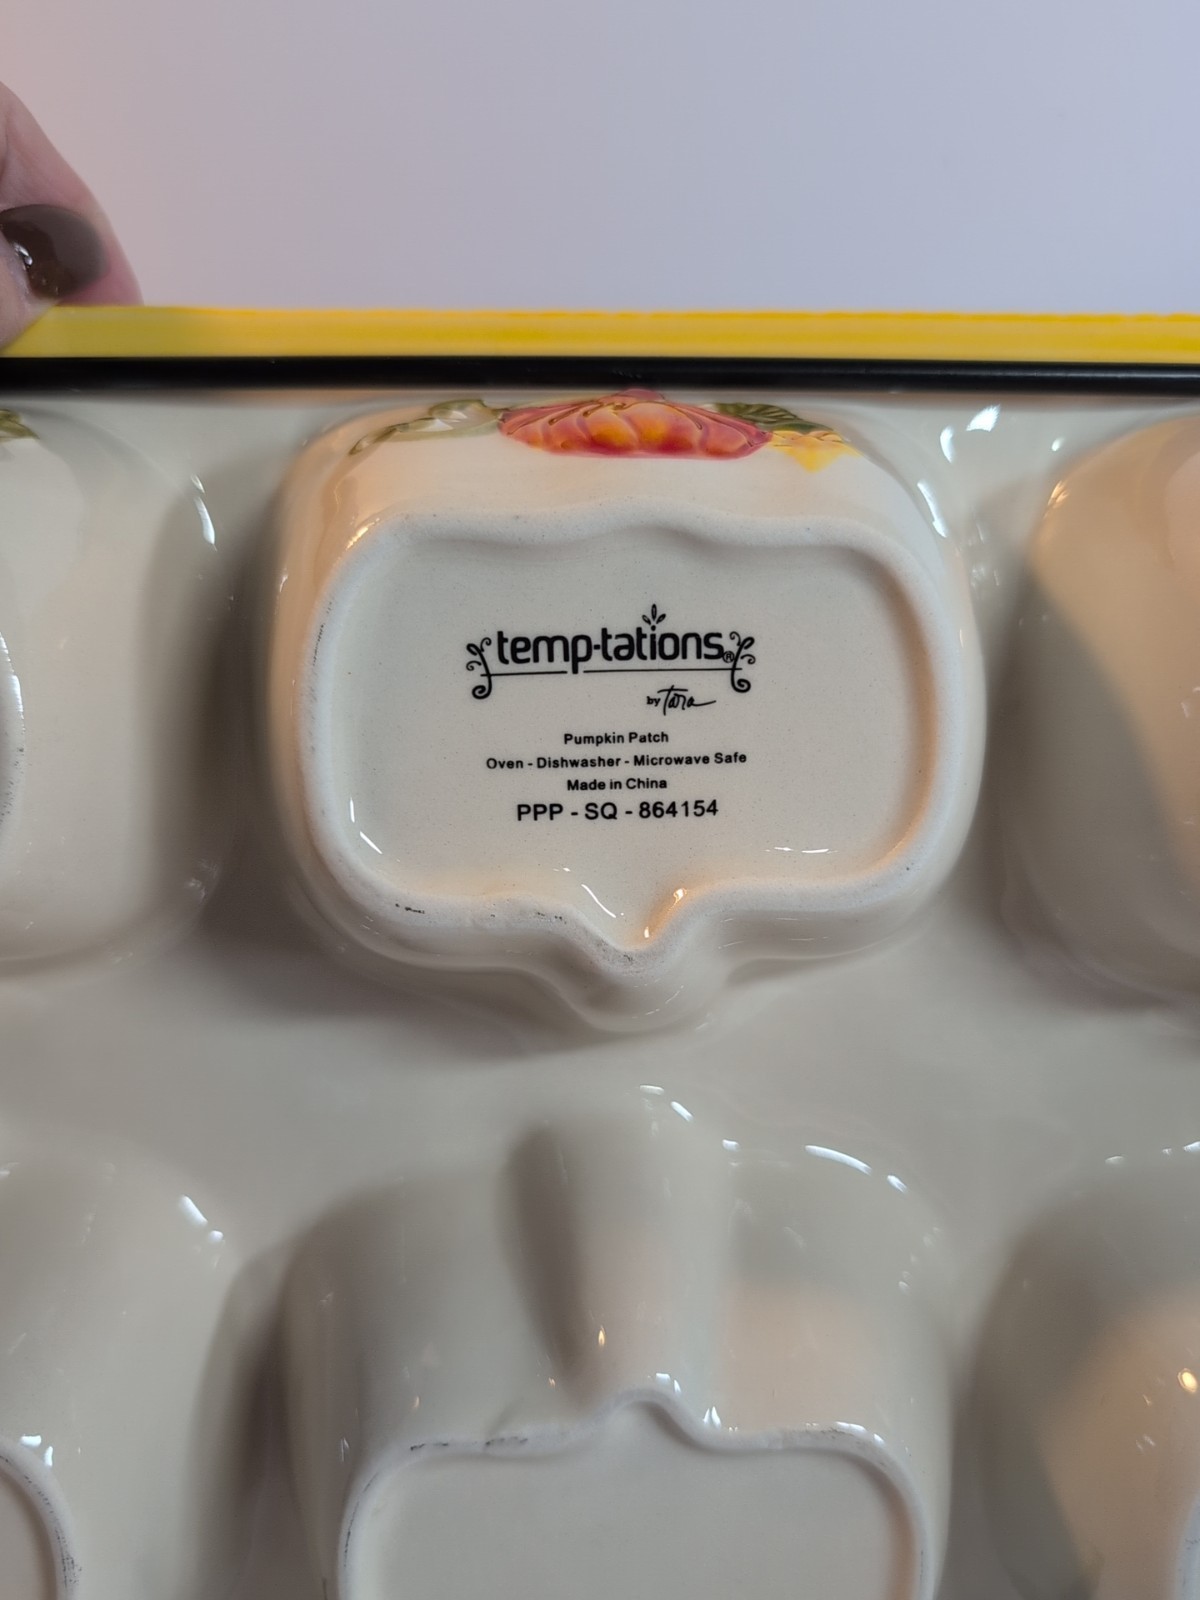 temp-tations®
by Tara
Pumpkin Patch
Oven - Dishwasher - Microwave Safe
Made in China
PPP - SQ - 864154